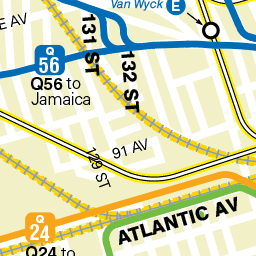 Van Wyck E
E AV
131 ST
132 ST
Q
56
Q56 to
Jamaica
91 AV
129 ST
Q
24
ATLANTIC AV
Q24 to